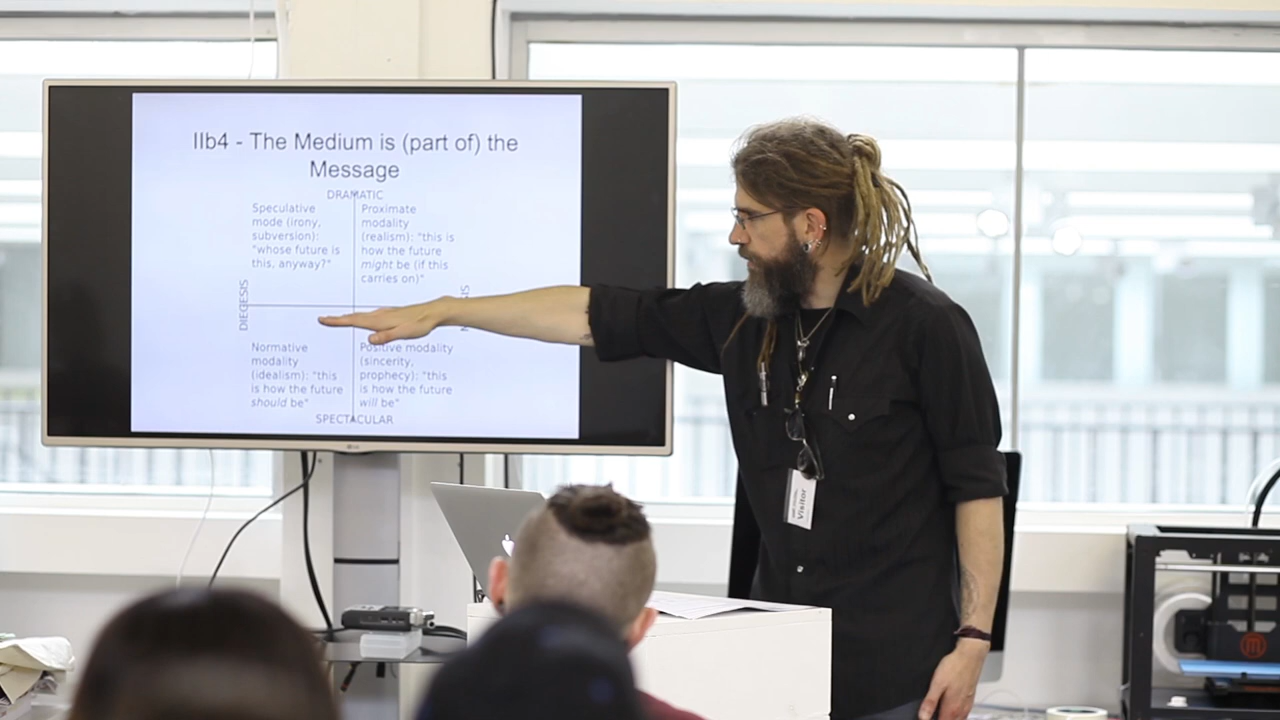 IIb4 - The Medium is (part of) the
Message
DRAMATIC
Speculative
mode (irony,
subversion):
"whose future is
this, anyway?"
Proximate
modality
(realism): "this is
how the future
might be (if this
carries on)"
DIEGESIS
Normative
modality
(idealism): "this
is how the future
should be"
Positive modality
(sincerity,
prophecy): "this
is how the future
will be"
SPECTACULAR
LG
Visitor